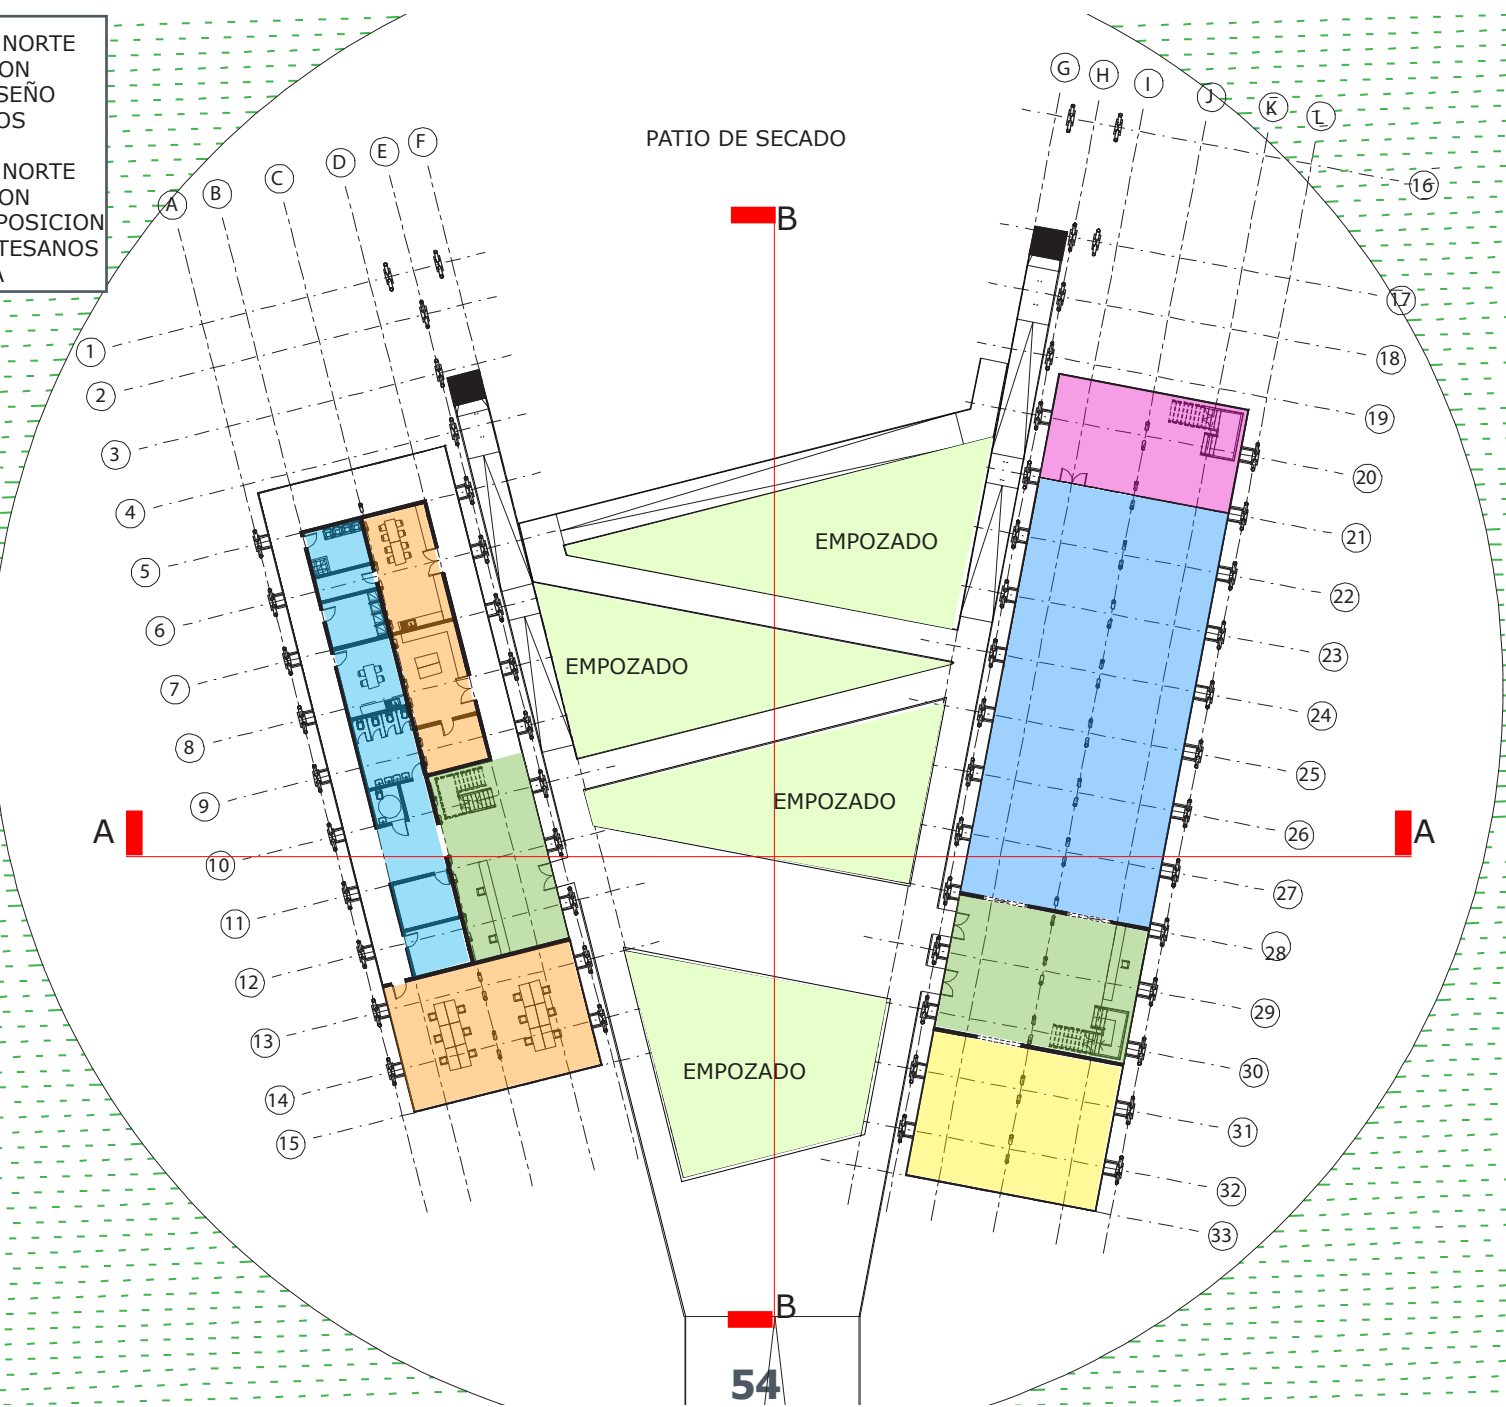 NORTE
ON
SEÑO
OS
NORTE
ON
POSICION
TESANOS
A
PATIO DE SECADO
A
B
C
D
E
F
G
H
I
J
K
L
1
2
3
4
5
6
7
8
9
10
11
12
13
14
15
16
17
18
19
20
21
22
23
24
25
26
27
28
29
30
31
32
33
B
EMPOZADO
EMPOZADO
EMPOZADO
A
A
EMPOZADO
B
54